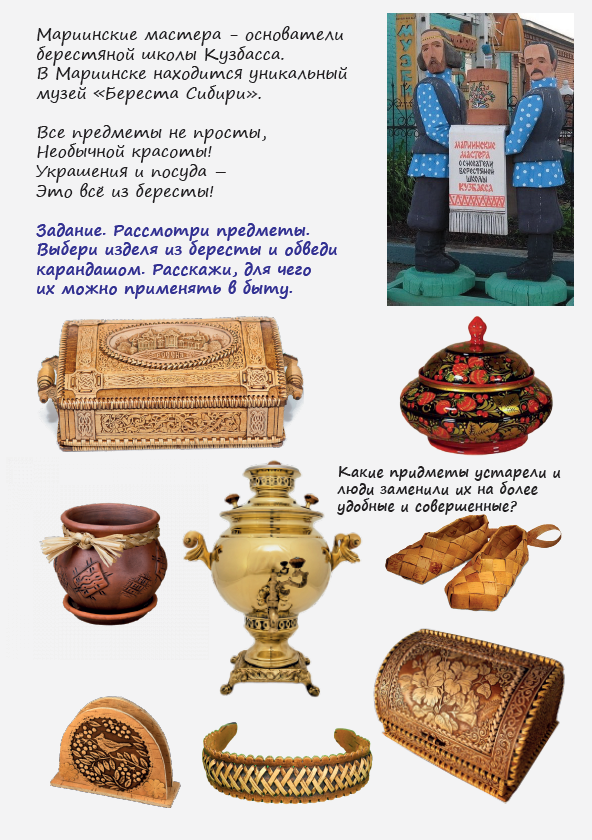 Мариинские мастера - основатели
берестяной школы Кузбасса.
В Мариинске находится уникальный
музей «Береста Сибири».
Все предметы не просты,
Необычной красоты!
Украшения и посуда –
Это всё из бересты!
Задание. Рассмотри предметы.
Выбери изделя из бересты и обведи
карандашом. Расскажи, для чего
их можно применять в быту.
МУЗЕЙ
МАРИИНСКИЕ
МАСТЕРА
ОСНОВАТЕЛИ
БЕРЕСТЯНОЙ
ШКОЛЫ
КУЗБАССА
Какие придметы устарели и
люди заменили их на более
удобные и совершенные?